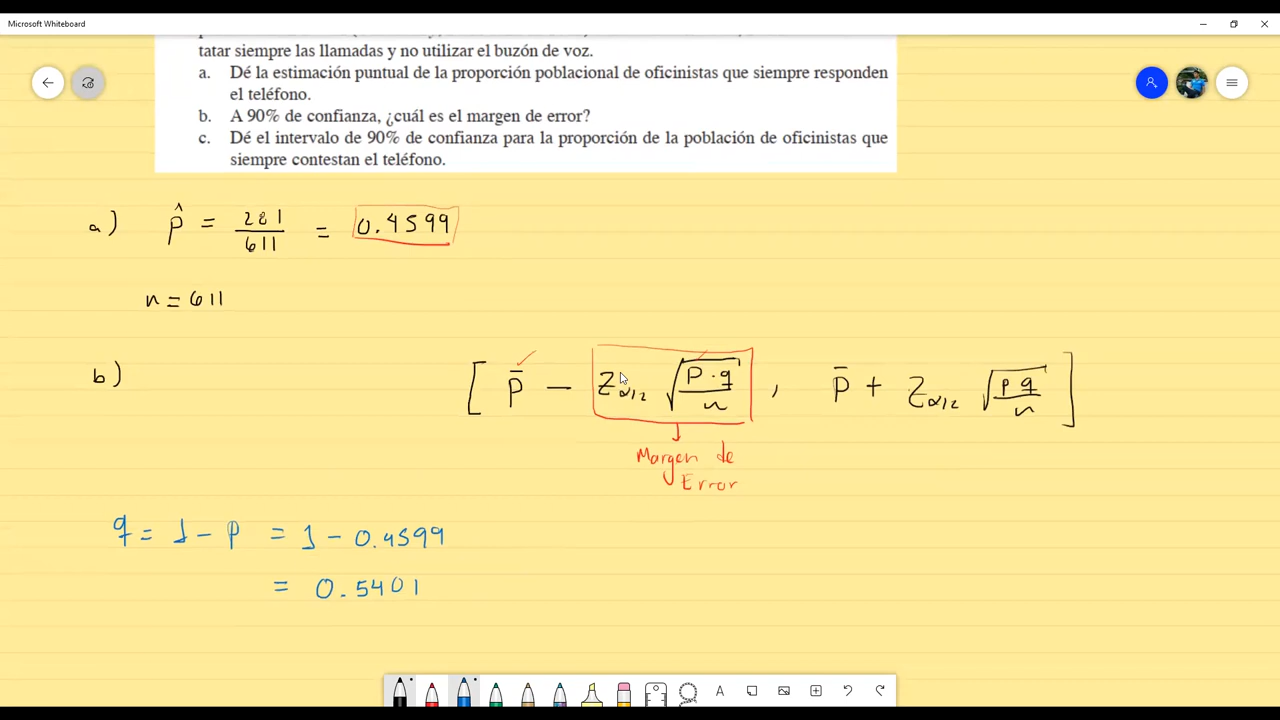 Microsoft Whiteboard
tatar siempre las llamadas y no utilizar el buzón de voz.
a. Dé la estimación puntual de la proporción poblacional de oficinistas que siempre responden
el teléfono.
b. A 90% de confianza, ¿cuál es el margen de error?
c. Dé el intervalo de 90% de confianza para la proporción de la población de oficinistas que
siempre contestan el teléfono.
a) p̂ = 281/611 = 0.4599
n = 611
b) [ p̄ − Z α/2 √(p·q/n) , p̄ + Z α/2 √(p q/n) ]
Margen de
Error
q = 1 − p = 1 − 0.4599
= 0.5401
A